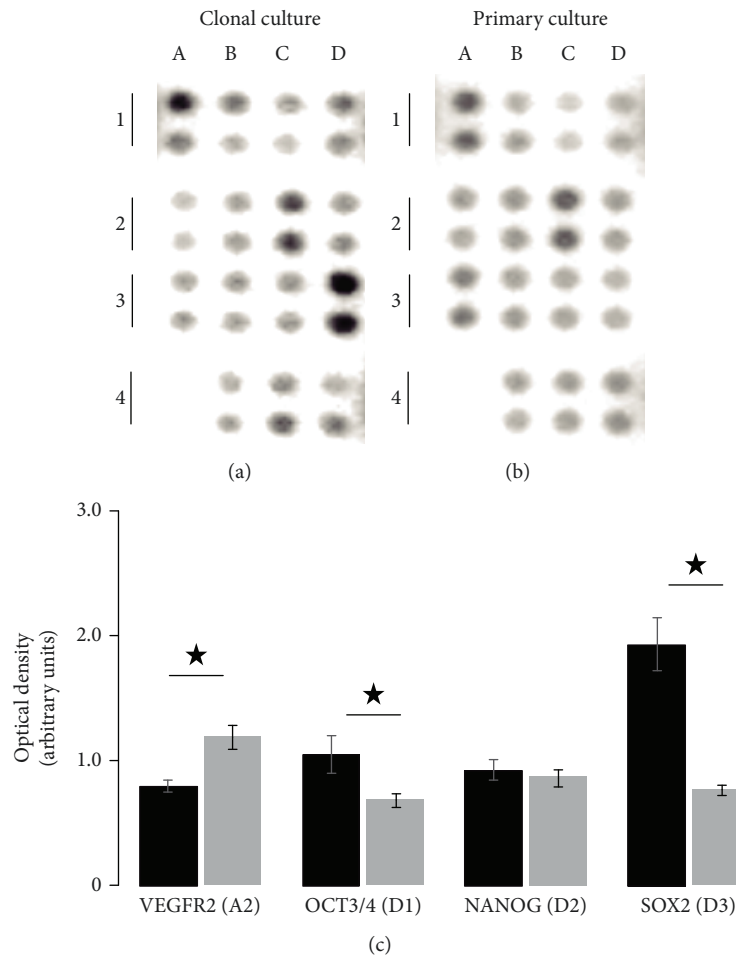 Clonal culture
Primary culture
A B C D
A B C D
1
2
3
4
1
2
3
4
(a)
(b)
3.0
2.0
1.0
0
Optical density
(arbitrary units)
★
★
★
VEGFR2 (A2)
OCT3/4 (D1)
NANOG (D2)
SOX2 (D3)
(c)